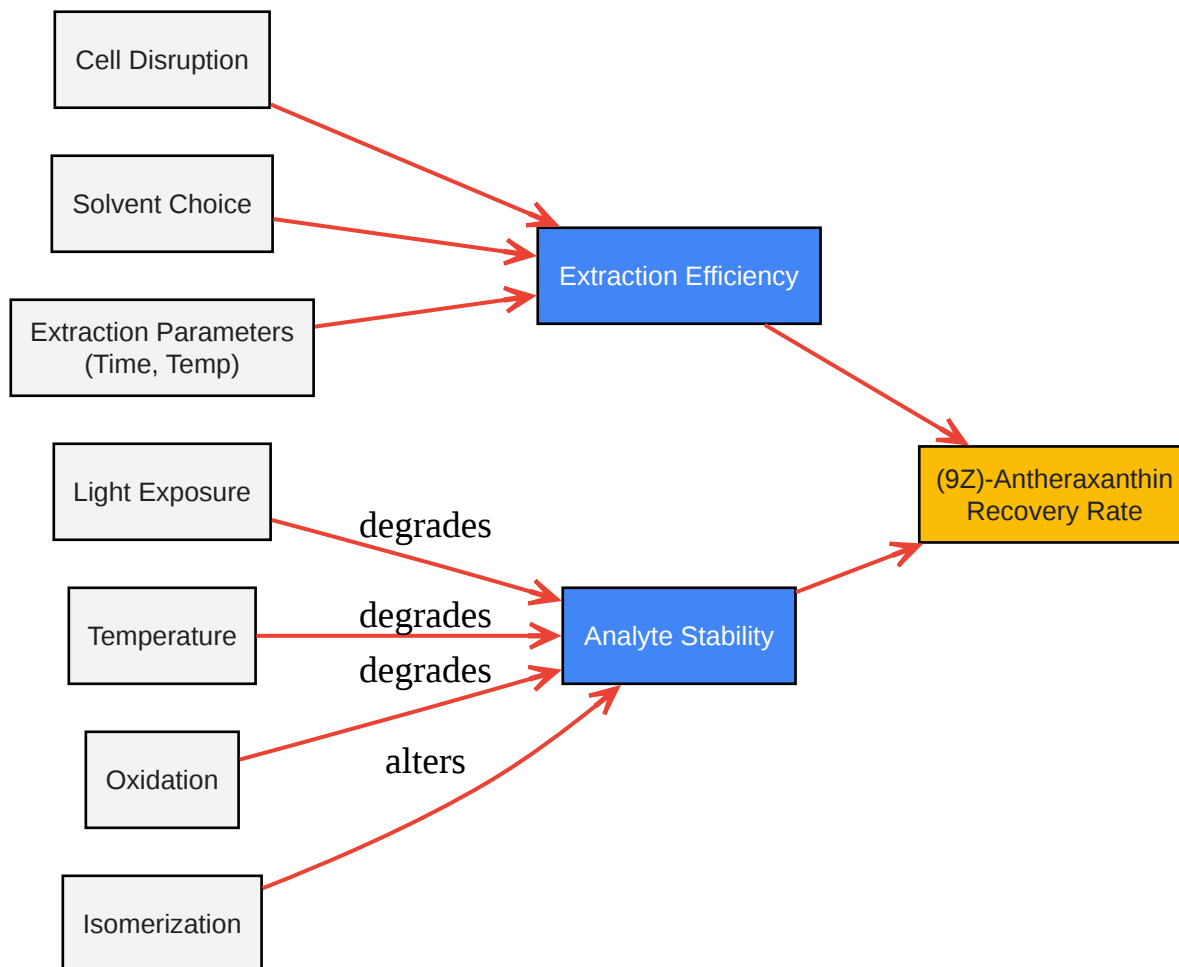 Cell Disruption
Solvent Choice
Extraction Efficiency
Extraction Parameters
(Time, Temp)
Light Exposure
degrades
(9Z)-Antheraxanthin
Recovery Rate
Temperature
degrades
Analyte Stability
degrades
Oxidation
alters
Isomerization